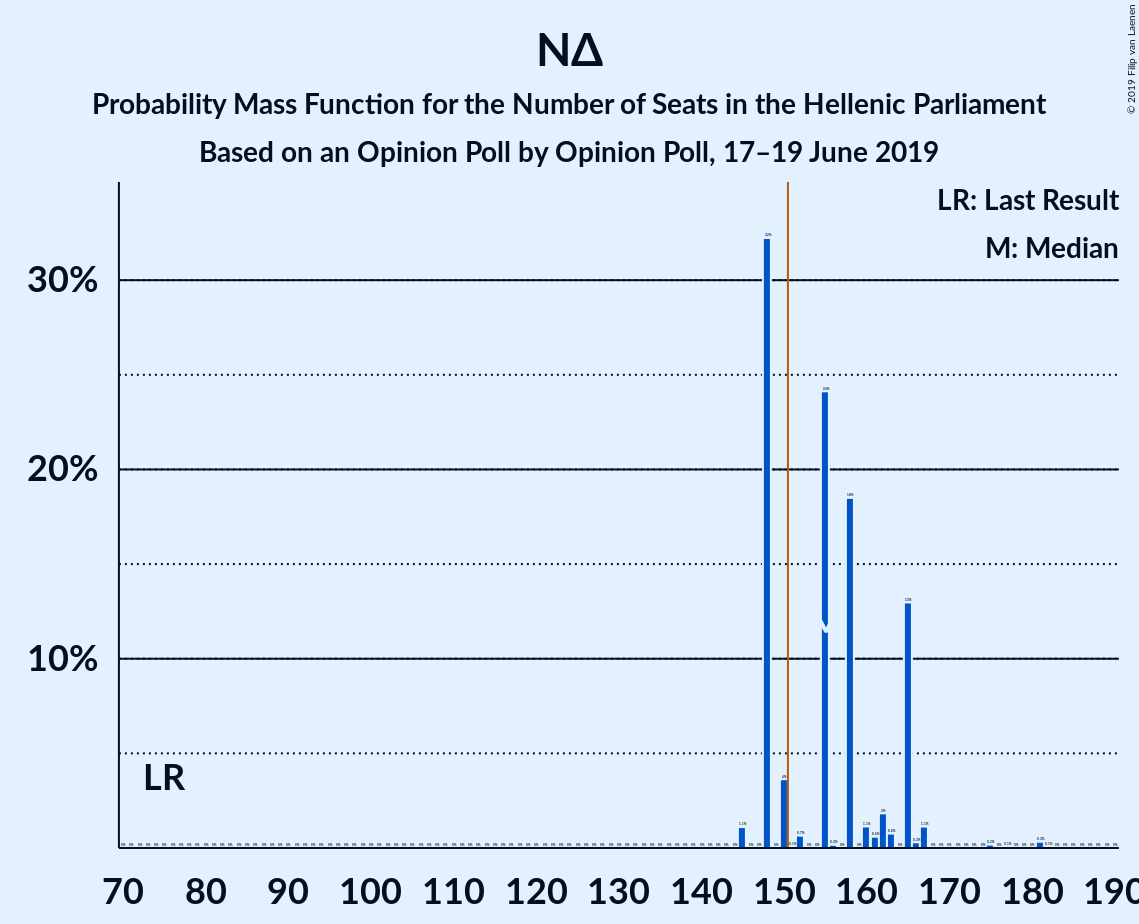 © 2019 Filip van Laenen
ΝΔ
Probability Mass Function for the Number of Seats in the Hellenic Parliament
Based on an Opinion Poll by Opinion Poll, 17–19 June 2019
LR: Last Result
M: Median
30%
20%
10%
LR
70 80 90 100 110 120 130 140 150 160 170 180 190